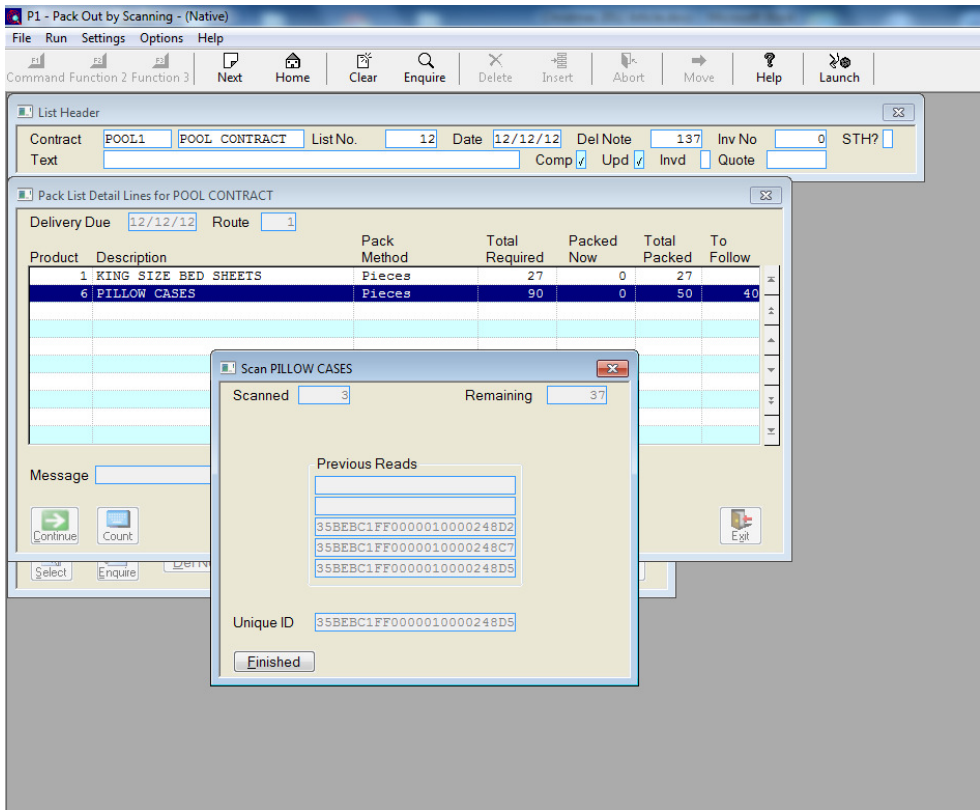 P1 - Pack Out by Scanning - (Native)
File Run Settings Options Help
F1 F2 F3
Command Function 2 Function 3 Next Home Clear Enquire Delete Insert Abort Move Help Launch
List Header
Contract POOL1 POOL CONTRACT List No. 12 Date 12/12/12 Del Note 137 Inv No 0 STH?
Text Comp Upd Invd Quote
Pack List Detail Lines for POOL CONTRACT
Delivery Due 12/12/12 Route 1
Pack Total Packed Total To
Product Description Method Required Now Packed Follow
1 KING SIZE BED SHEETS Pieces 27 0 27
6 PILLOW CASES Pieces 90 0 50 40
Scan PILLOW CASES
Scanned 3 Remaining 37
Previous Reads
Message
35BEBC1FF0000010000248D2
35BEBC1FF0000010000248C7
35BEBC1FF0000010000248D5
Continue Count Exit
Select Enquire
Unique ID 35BEBC1FF0000010000248D5
Finished